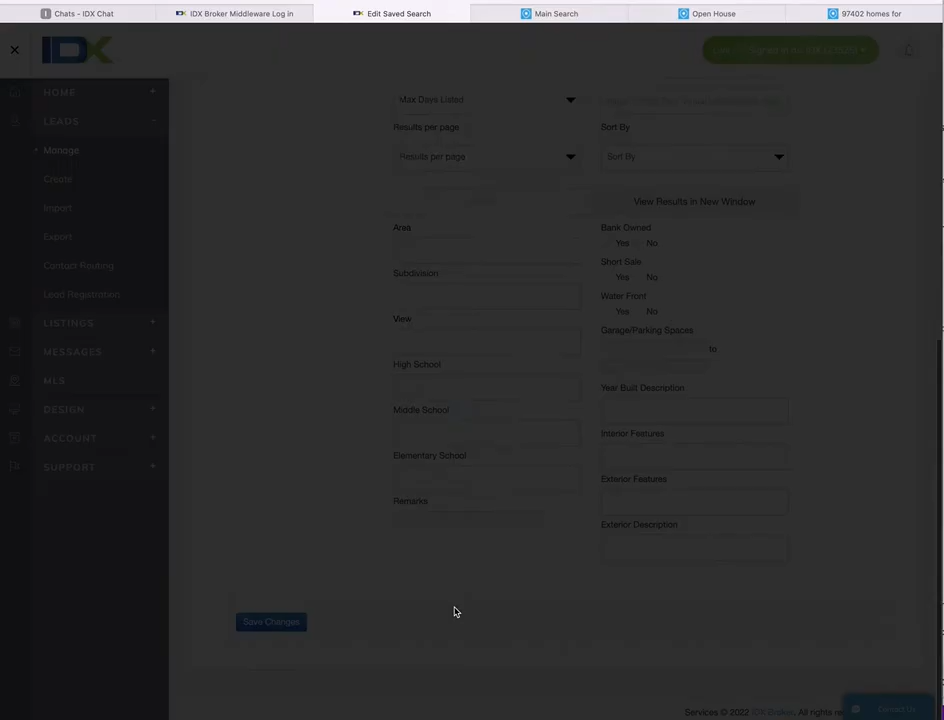 Chats - IDX Chat
IDX Broker Middleware Log in
Edit Saved Search
Main Search
Open House
97402 homes for
IDX
HOME
LEADS
Manage
Create
Import
Export
Contact Routing
Lead Registration
LISTINGS
MESSAGES
MLS
DESIGN
ACCOUNT
SUPPORT
Max Days Listed
Results per page
Sort By
Results per page
Sort By
View Results in New Window
Area
Subdivision
View
High School
Middle School
Elementary School
Remarks
Bank Owned
Yes No
Short Sale
Yes No
Water Front
Yes No
Garage/Parking Spaces
to
Year Built Description
Interior Features
Exterior Features
Exterior Description
Save Changes
Services © 2022 IDX Broker. All rights re
Contact Us